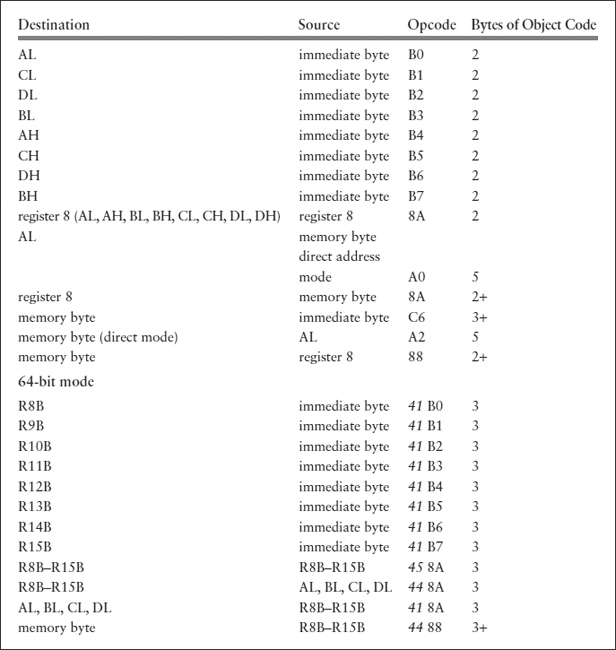 Destination Source Opcode Bytes of Object Code
AL immediate byte B0 2
CL immediate byte B1 2
DL immediate byte B2 2
BL immediate byte B3 2
AH immediate byte B4 2
CH immediate byte B5 2
DH immediate byte B6 2
BH immediate byte B7 2
register 8 (AL, AH, BL, BH, CL, CH, DL, DH) register 8 8A 2
AL memory byte
direct address
mode A0 5
register 8 memory byte 8A 2+
memory byte immediate byte C6 3+
memory byte (direct mode) AL A2 5
memory byte register 8 88 2+
64-bit mode
R8B immediate byte 41 B0 3
R9B immediate byte 41 B1 3
R10B immediate byte 41 B2 3
R11B immediate byte 41 B3 3
R12B immediate byte 41 B4 3
R13B immediate byte 41 B5 3
R14B immediate byte 41 B6 3
R15B immediate byte 41 B7 3
R8B–R15B R8B–R15B 45 8A 3
R8B–R15B AL, BL, CL, DL 44 8A 3
AL, BL, CL, DL R8B–R15B 41 8A 3
memory byte R8B–R15B 44 88 3+